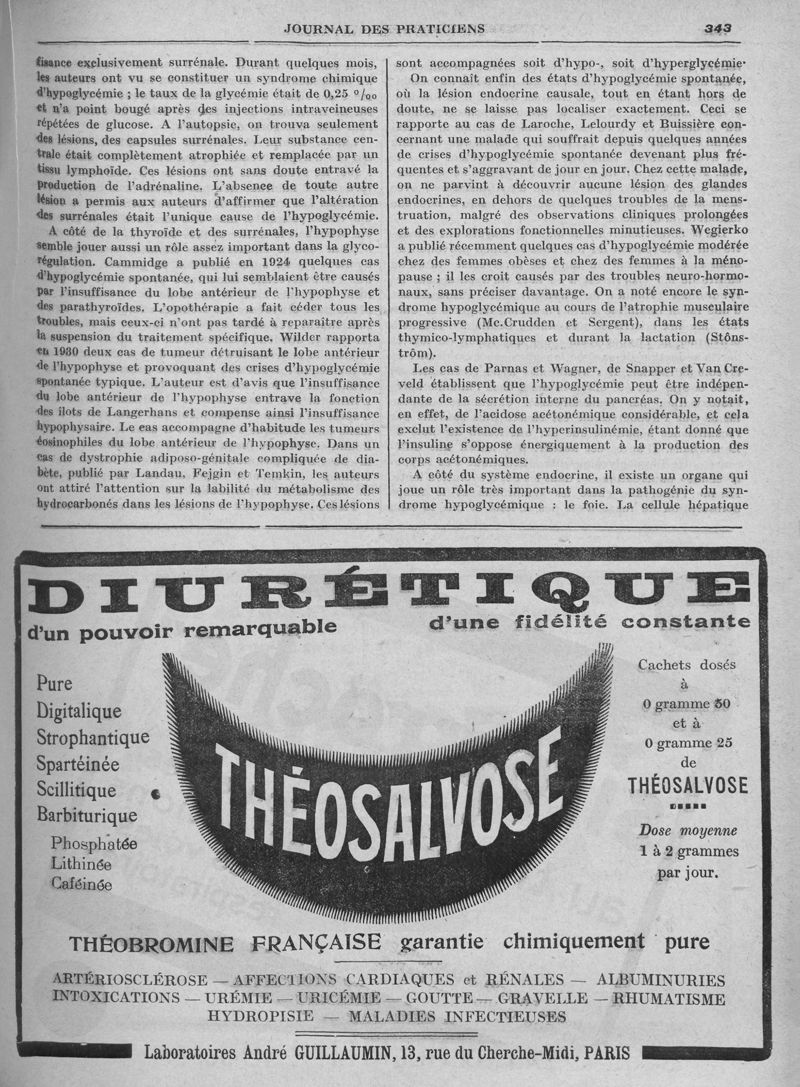 JOURNAL DES PRATICIENS
343
fisance exclusivement surrénale. Durant quelques mois,
les auteurs ont vu se constituer un syndrome chimique
d'hypoglycémie ; le taux de la glycémie était de 0,25 °/₀₀
et n'a point bougé après des injections intraveineuses
répétées de glucose. A l'autopsie, on trouva seulement
des lésions, des capsules surrénales. Leur substance cen-
trale était complètement atrophiée et remplacée par un
tissu lymphoïde. Ces lésions ont sans doute entravé la
production de l'adrénaline. L'absence de toute autre
lésion a permis aux auteurs d'affirmer que l'altération
des surrénales était l'unique cause de l'hypoglycémie.
A côté de la thyroïde et des surrénales, l'hypophyse
semble jouer aussi un rôle assez important dans la glyco-
régulation. Cammidge a publié en 1924 quelques cas
d'hypoglycémie spontanée, qui lui semblaient être causés
par l'insuffisance du lobe antérieur de l'hypophyse et
des parathyroïdes. L'opothérapie a fait céder tous les
troubles, mais ceux-ci n'ont pas tardé à reparaître après
la suspension du traitement spécifique. Wilder rapporta
en 1930 deux cas de tumeur détruisant le lobe antérieur
de l'hypophyse et provoquant des crises d'hypoglycémie
spontanée typique. L'auteur est d'avis que l'insuffisance
du lobe antérieur de l'hypophyse entrave la fonction
des îlots de Langerhans et compense ainsi l'insuffisance
hypophysaire. Le cas accompagne d'habitude les tumeurs
éosinophiles du lobe antérieur de l'hypophyse. Dans un
cas de dystrophie adiposo-génitale compliquée de dia-
bète, publié par Landau, Fejgin et Temkin, les auteurs
ont attiré l'attention sur la labilité du métabolisme des
hydrocarbonés dans les lésions de l'hypophyse. Ces lésions
sont accompagnées soit d'hypo-, soit d'hyperglycémie.
On connaît enfin des états d'hypoglycémie spontanée,
où la lésion endocrine causale, tout en étant hors de
doute, ne se laisse pas localiser exactement. Ceci se
rapporte au cas de Laroche, Lelourdy et Buissière con-
cernant une malade qui souffrait depuis quelques années
de crises d'hypoglycémie spontanée devenant plus fré-
quentes et s'aggravant de jour en jour. Chez cette malade,
on ne parvint à découvrir aucune lésion des glandes
endocrines, en dehors de quelques troubles de la mens-
truation, malgré des observations cliniques prolongées
et des explorations fonctionnelles minutieuses. Wegierko
a publié récemment quelques cas d'hypoglycémie modérée
chez des femmes obèses et chez des femmes à la méno-
pause ; il les croit causés par des troubles neuro-hormo-
naux, sans préciser davantage. On a noté encore le syn-
drome hypoglycémique au cours de l'atrophie musculaire
progressive (Mc.Crudden et Sergent), dans les états
thymico-lymphatiques et durant la lactation (Stôns-
trôm).
Les cas de Parnas et Wagner, de Snapper et Van Cre-
veld établissent que l'hypoglycémie peut être indépen-
dante de la sécrétion interne du pancréas. On y notait,
en effet, de l'acidose acétonémique considérable, et cela
exclut l'existence de l'hyperinsulinémie, étant donné que
l'insuline s'oppose énergiquement à la production des
corps acétonémiques.
A côté du système endocrine, il existe un organe qui
joue un rôle très important dans la pathogénie du syn-
drome hypoglycémique : le foie. La cellule hépatique
DIURÉTIQUE
d'un pouvoir remarquable
d'une fidélité constante
Pure
Digitalique
Strophantique
Spartéinée
Scillitique
Barbiturique
Phosphatée
Lithinée
Caféinée
THÉOSALVOSE
Cachets dosés
à
0 gramme 50
et à
0 gramme 25
de
THÉOSALVOSE
Dose moyenne
1 à 2 grammes
par jour.
THÉOBROMINE FRANÇAISE garantie chimiquement pure
ARTÉRIOSCLÉROSE — AFFECTIONS CARDIAQUES et RÉNALES — ALBUMINURIES
INTOXICATIONS — URÉMIE — URICÉMIE — GOUTTE — GRAVELLE — RHUMATISME
HYDROPISIE — MALADIES INFECTIEUSES
Laboratoires André GUILLAUMIN, 13, rue du Cherche-Midi, PARIS